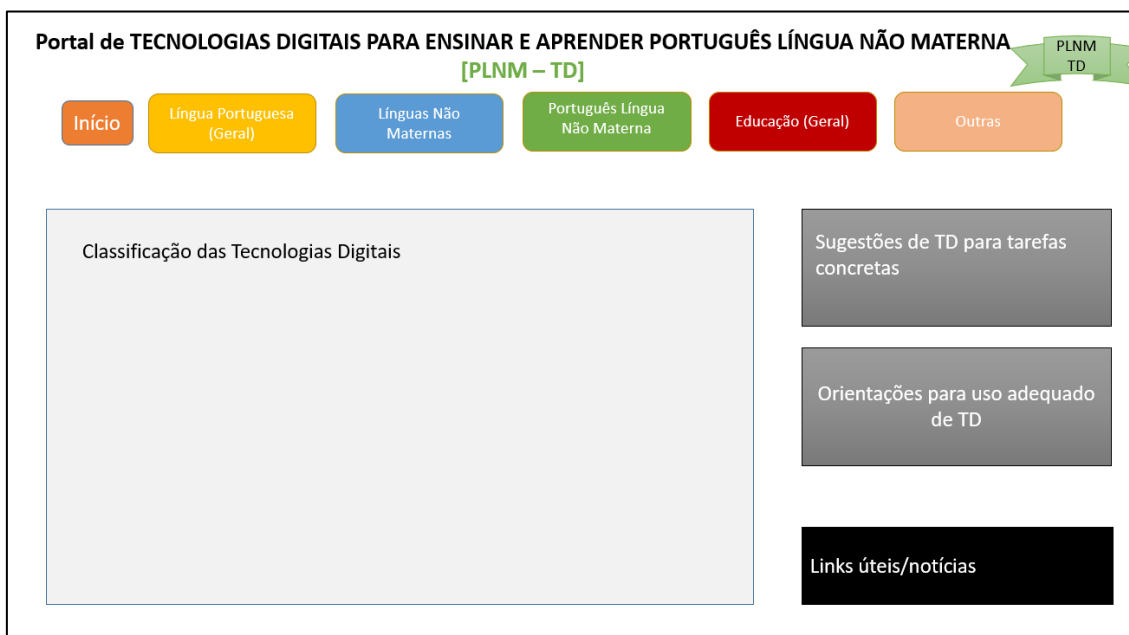 Portal de TECNOLOGIAS DIGITAIS PARA ENSINAR E APRENDER PORTUGUÊS LÍNGUA NÃO MATERNA
[PLNM – TD]
PLNM
TD
Início
Língua Portuguesa
(Geral)
Línguas Não
Maternas
Português Língua
Não Materna
Educação (Geral)
Outras
Classificação das Tecnologias Digitais
Sugestões de TD para tarefas
concretas
Orientações para uso adequado
de TD
Links úteis/notícias